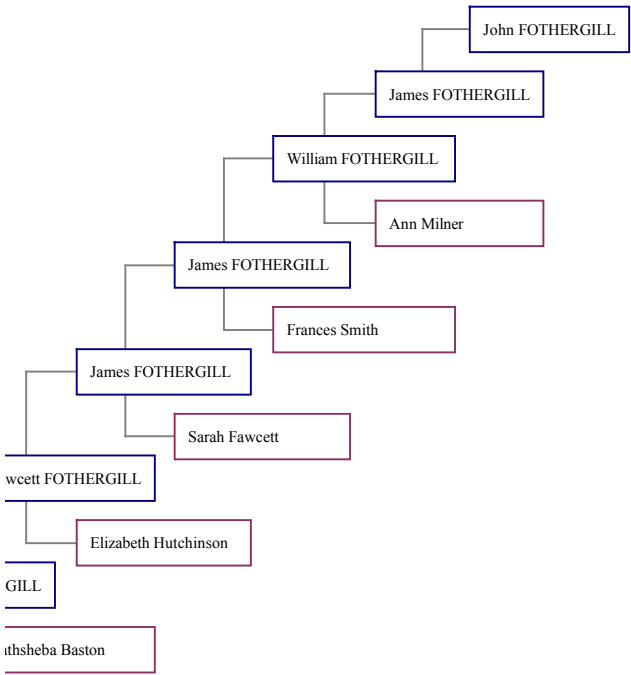 John FOTHERGILL
James FOTHERGILL
William FOTHERGILL
Ann Milner
James FOTHERGILL
Frances Smith
James FOTHERGILL
Sarah Fawcett
wcett FOTHERGILL
Elizabeth Hutchinson
GILL
thsheba Baston